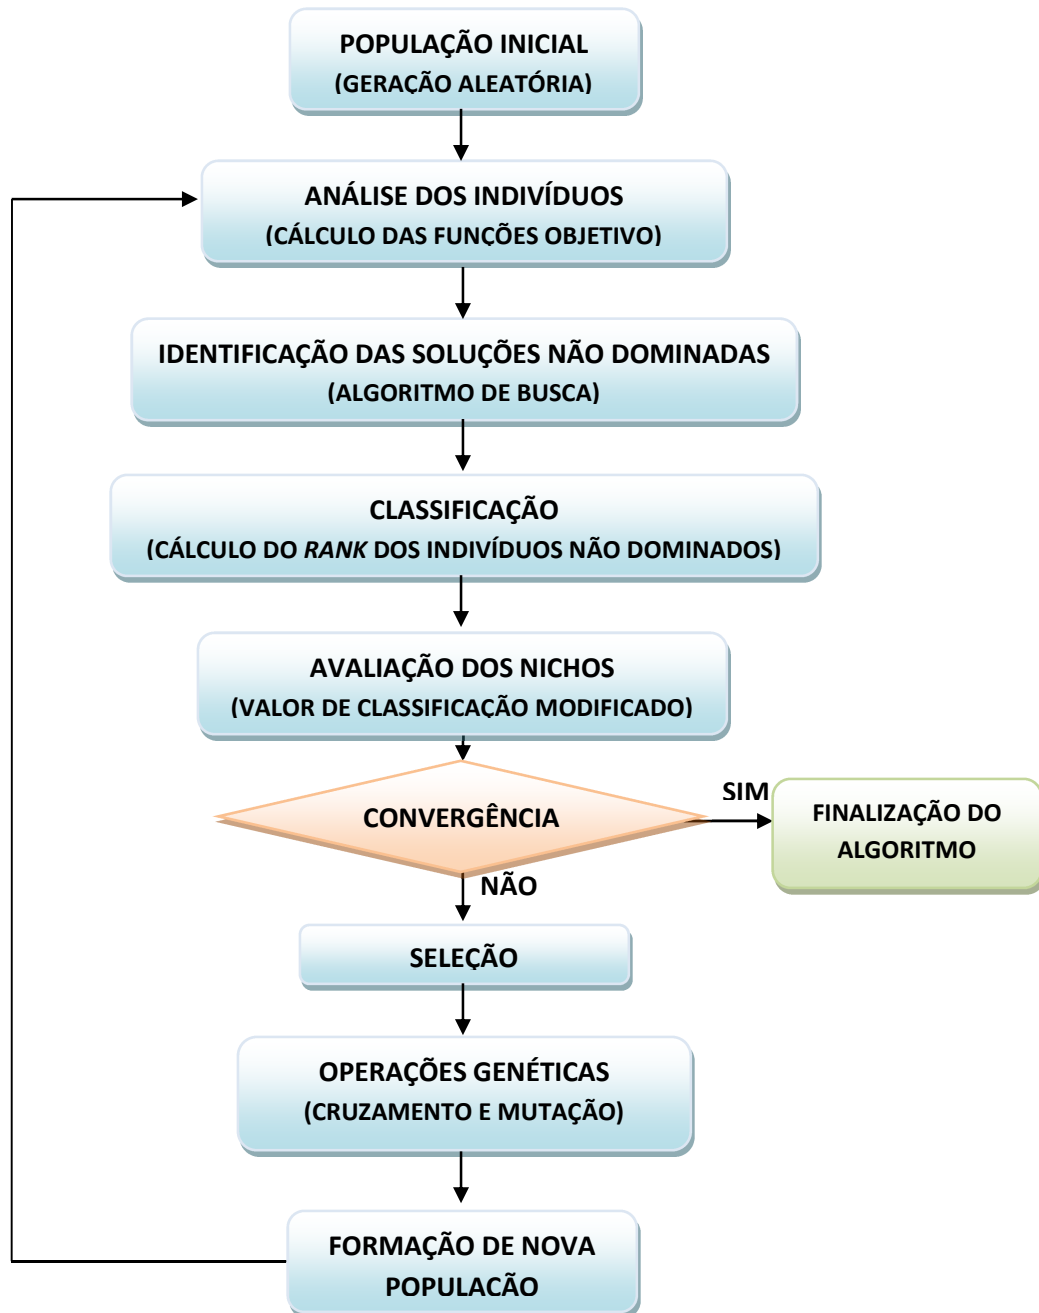 POPULAÇÃO INICIAL
(GERAÇÃO ALEATÓRIA)
ANÁLISE DOS INDIVÍDUOS
(CÁLCULO DAS FUNÇÕES OBJETIVO)
IDENTIFICAÇÃO DAS SOLUÇÕES NÃO DOMINADAS
(ALGORITMO DE BUSCA)
CLASSIFICAÇÃO
(CÁLCULO DO RANK DOS INDIVÍDUOS NÃO DOMINADOS)
AVALIAÇÃO DOS NICHOS
(VALOR DE CLASSIFICAÇÃO MODIFICADO)
CONVERGÊNCIA
SIM
FINALIZAÇÃO DO
ALGORITMO
NÃO
SELEÇÃO
OPERAÇÕES GENÉTICAS
(CRUZAMENTO E MUTAÇÃO)
FORMAÇÃO DE NOVA
POPULAÇÃO